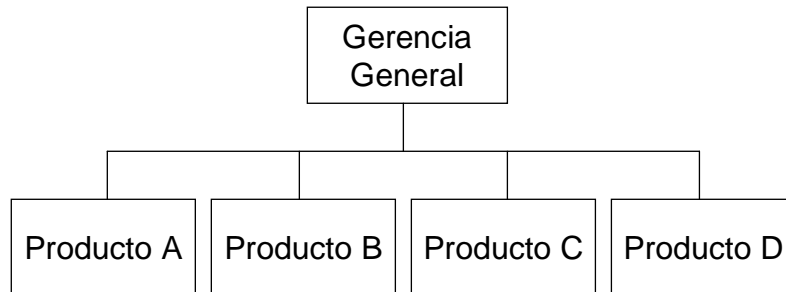 Gerencia
General
Producto A
Producto B
Producto C
Producto D